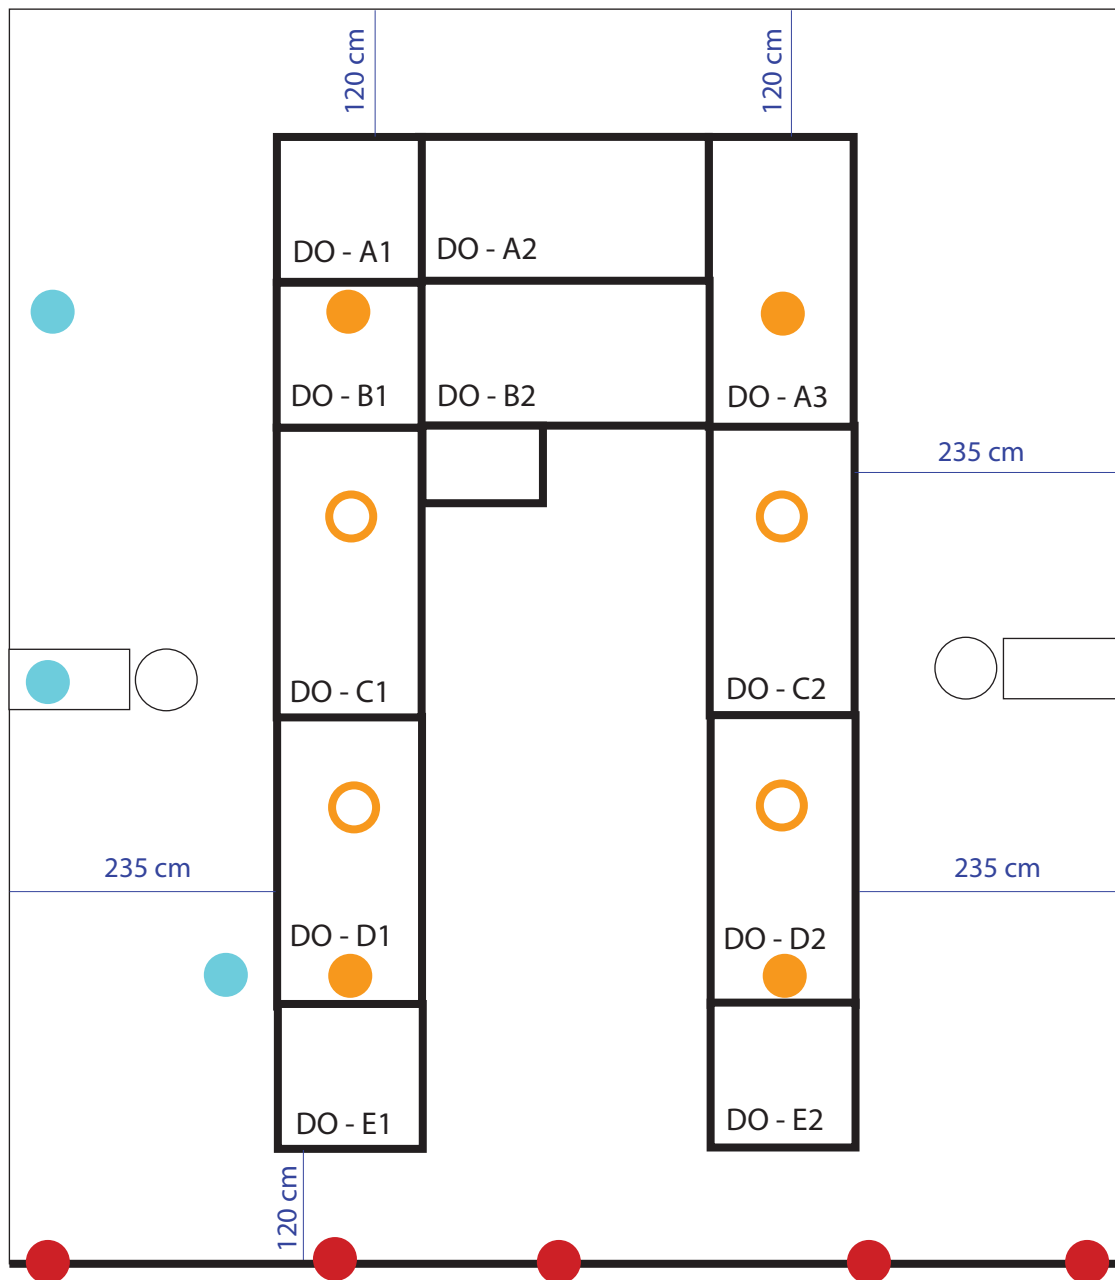 120 cm
120 cm
DO - A1
DO - A2
DO - B1
DO - B2
DO - A3
235 cm
DO - C1
DO - C2
235 cm
235 cm
DO - D1
DO - D2
DO - E1
DO - E2
120 cm